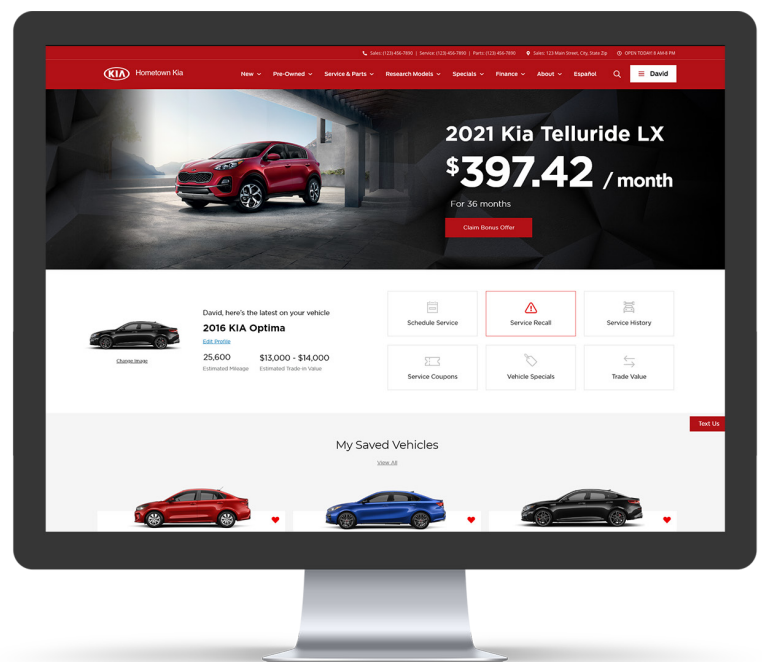 Sales: (123) 456-7890 | Service: (123) 456-7890 | Parts: (123) 456-7890 Sales: 123 Main Street, City, State Zip OPEN TODAY! 8 AM-8 PM
KIA Hometown Kia New Pre-Owned Service & Parts Research Models Specials Finance About Español David
2021 Kia Telluride LX
$397.42 / month
For 36 months
Claim Bonus Offer
David, here's the latest on your vehicle
2016 KIA Optima
Edit Profile
25,600 $13,000 - $14,000
Estimated Mileage Estimated Trade-in Value
Change Image
Schedule Service Service Recall Service History
Service Coupons Vehicle Specials Trade Value
Text Us
My Saved Vehicles
View All